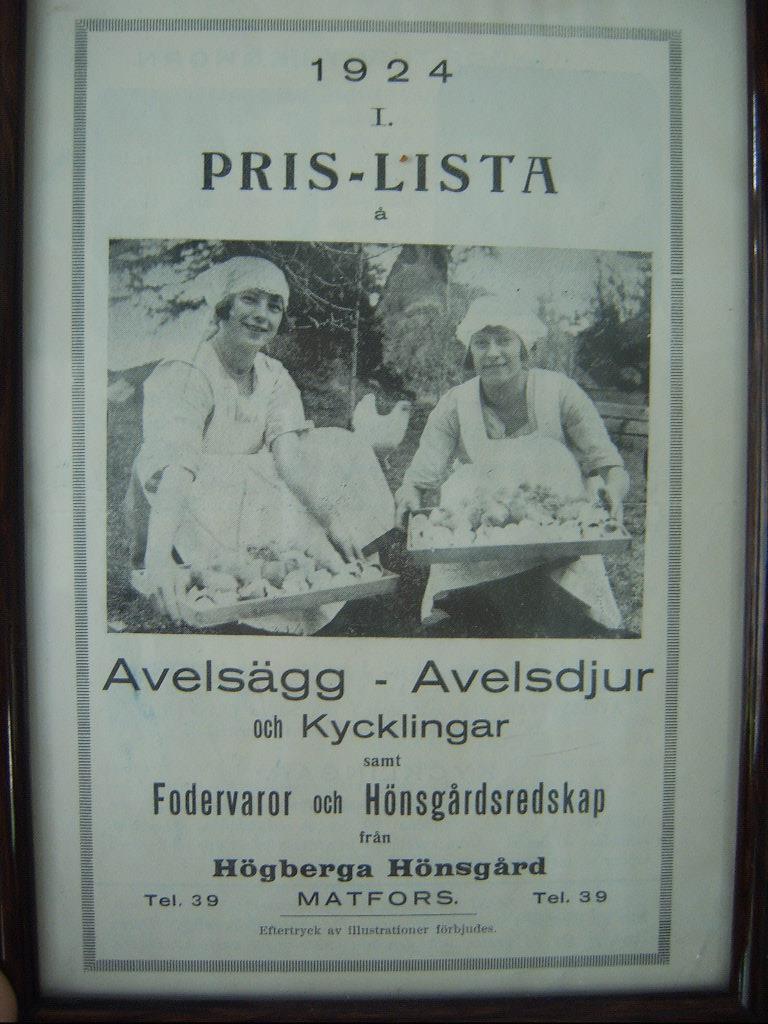 1924
I.
PRIS-LISTA
å
Avelsägg - Avelsdjur
och Kycklingar
samt
Fodervaror och Hönsgårdsredskap
från
Högberga Hönsgård
Tel. 39 MATFORS. Tel. 39
Eftertryck av illustrationer förbjudes.